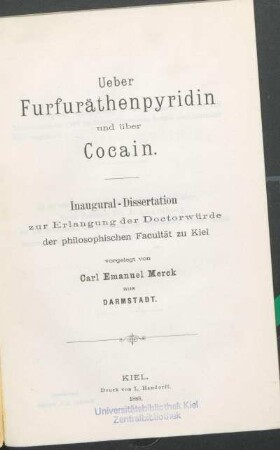 Ueber
Furfuräthenpyridin
und über
Cocain.
Inaugural-Dissertation
zur Erlangung der Doctorwürde
der philosophischen Facultät zu Kiel
vorgelegt von
Carl Emanuel Merck
aus
DARMSTADT.
KIEL.
Druck von L. Handorff.
Universitätsbibliothek Kiel
Zentralbibliothek